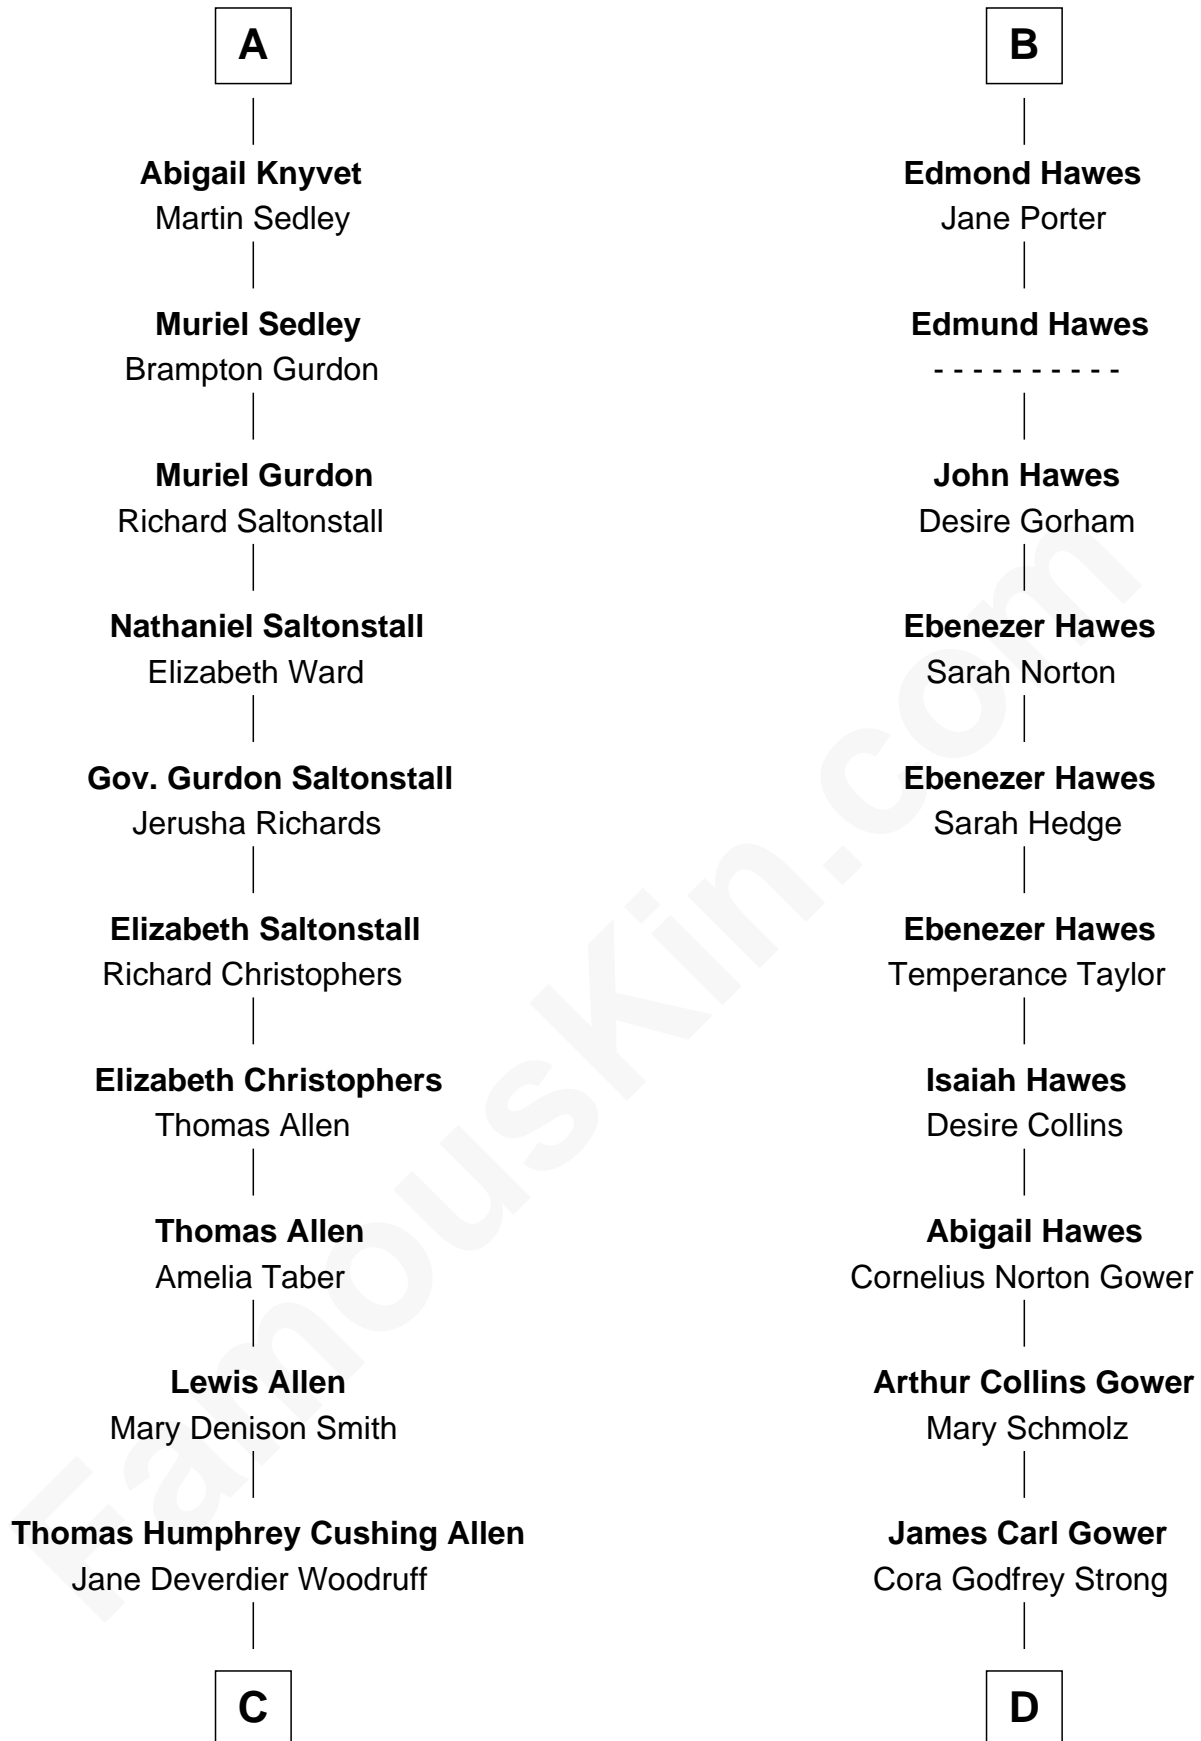 A
Abigail Knyvet
Martin Sedley
Muriel Sedley
Brampton Gurdon
Muriel Gurdon
Richard Saltonstall
Nathaniel Saltonstall
Elizabeth Ward
Gov. Gurdon Saltonstall
Jerusha Richards
Elizabeth Saltonstall
Richard Christophers
Elizabeth Christophers
Thomas Allen
Thomas Allen
Amelia Taber
Lewis Allen
Mary Denison Smith
Thomas Humphrey Cushing Allen
Jane Deverdier Woodruff
C
B
Edmond Hawes
Jane Porter
Edmund Hawes
- - - - - - - - - -
John Hawes
Desire Gorham
Ebenezer Hawes
Sarah Norton
Ebenezer Hawes
Sarah Hedge
Ebenezer Hawes
Temperance Taylor
Isaiah Hawes
Desire Collins
Abigail Hawes
Cornelius Norton Gower
Arthur Collins Gower
Mary Schmolz
James Carl Gower
Cora Godfrey Strong
D
FamousKin.com